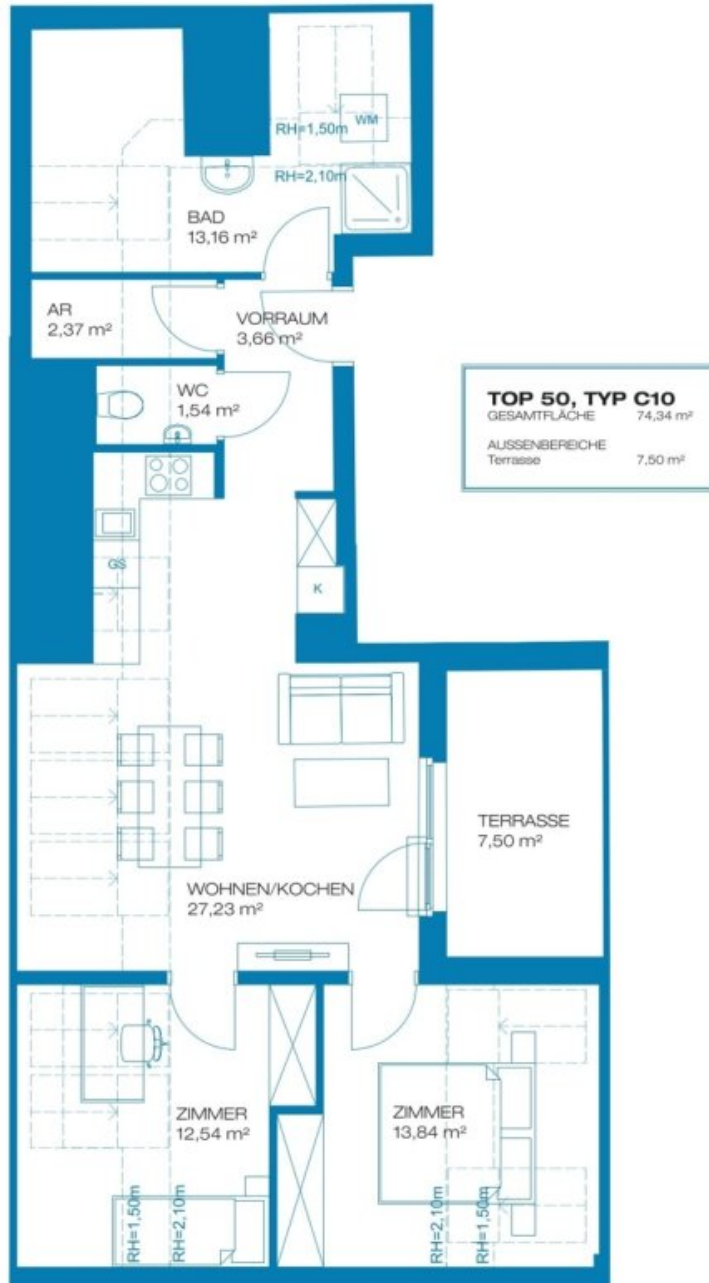 RH=1,50m
WM
RH=2,10m
BAD
13,16 m²
AR
2,37 m²
VORRAUM
3,66 m²
WC
1,54 m²
TOP 50, TYP C10
GESAMTFLÄCHE 74,34 m²
AUSSENBEREICHE
Terrasse 7,50 m²
GS
K
TERRASSE
7,50 m²
WOHNEN/KOCHEN
27,23 m²
ZIMMER
12,54 m²
ZIMMER
13,84 m²
RH=1,50m
RH=2,10m
RH=2,10m
RH=1,50m